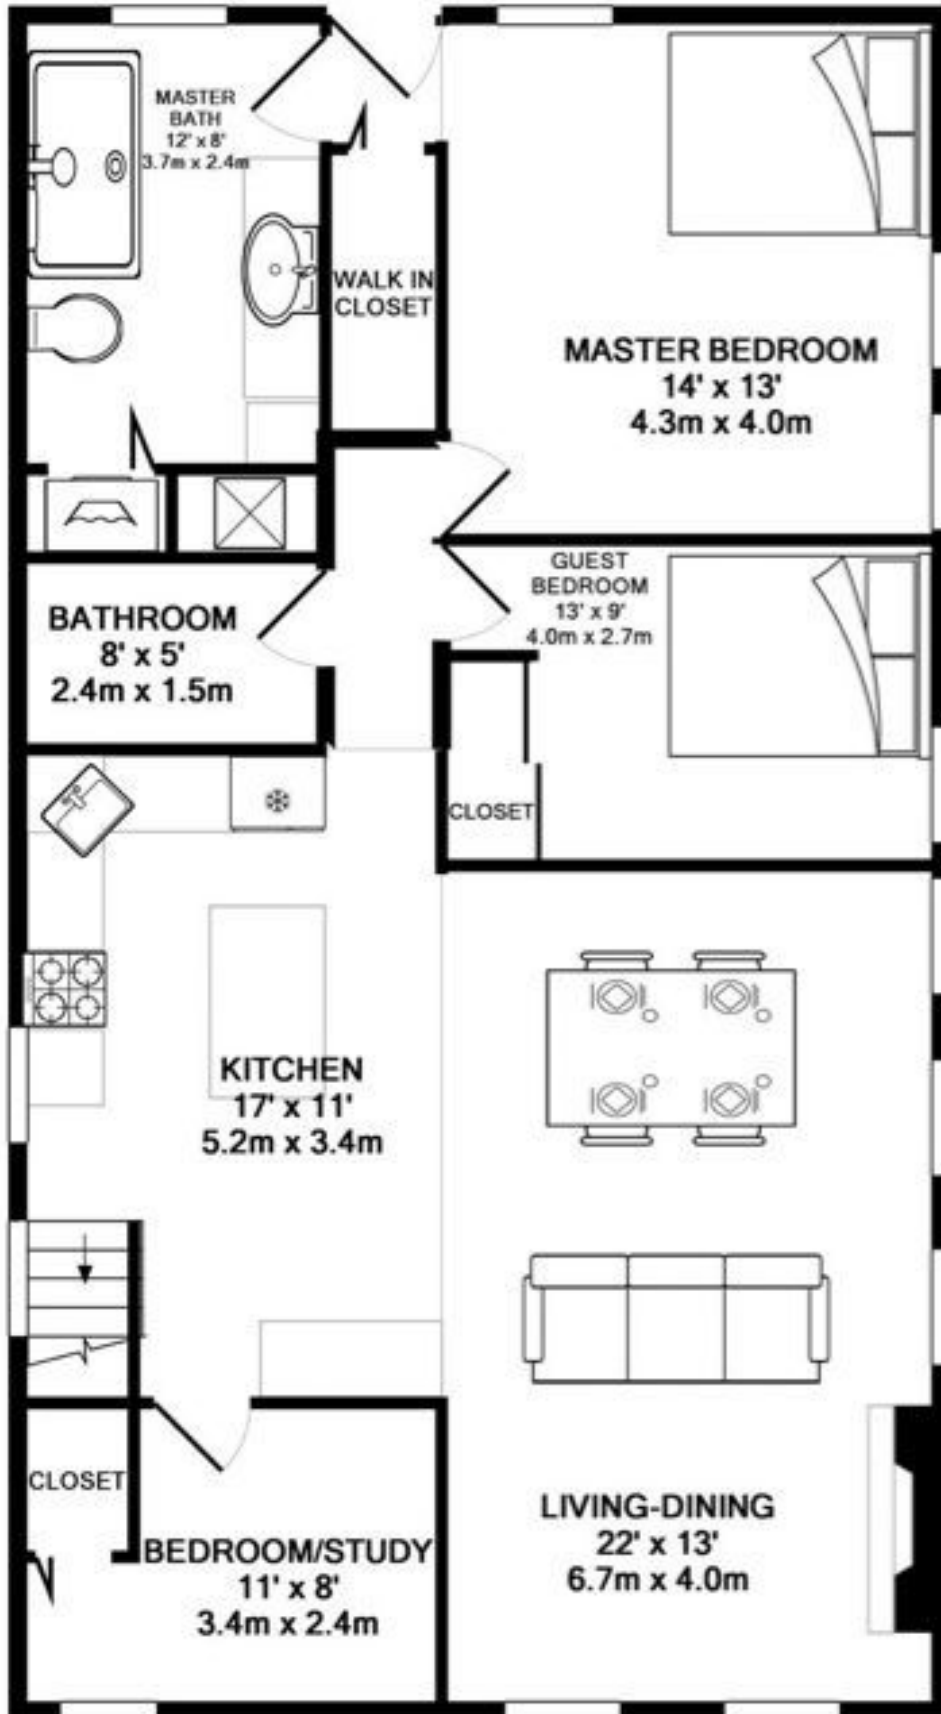 MASTER
BATH
12' x 8'
3.7m x 2.4m
WALK IN
CLOSET
MASTER BEDROOM
14' x 13'
4.3m x 4.0m
GUEST
BEDROOM
13' x 9'
4.0m x 2.7m
BATHROOM
8' x 5'
2.4m x 1.5m
CLOSET
KITCHEN
17' x 11'
5.2m x 3.4m
CLOSET
BEDROOM/STUDY
11' x 8'
3.4m x 2.4m
LIVING-DINING
22' x 13'
6.7m x 4.0m